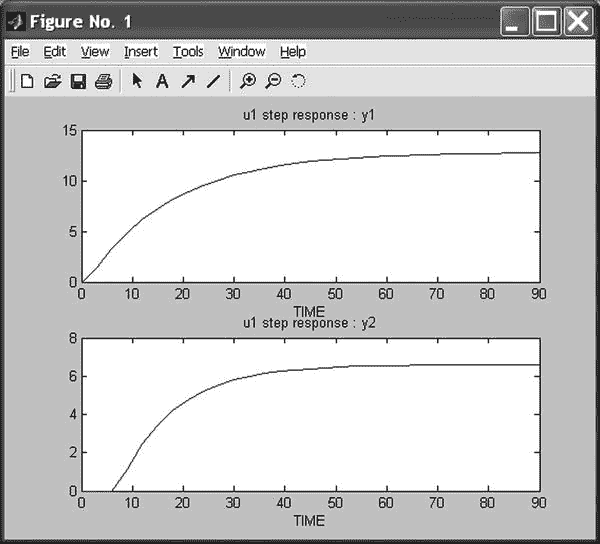 Figure No. 1
File Edit View Insert Tools Window Help
A
u1 step response : y1
15
10
5
0
0 10 20 30 40 50 60 70 80 90
TIME
u1 step response : y2
8
6
4
2
0
0 10 20 30 40 50 60 70 80 90
TIME